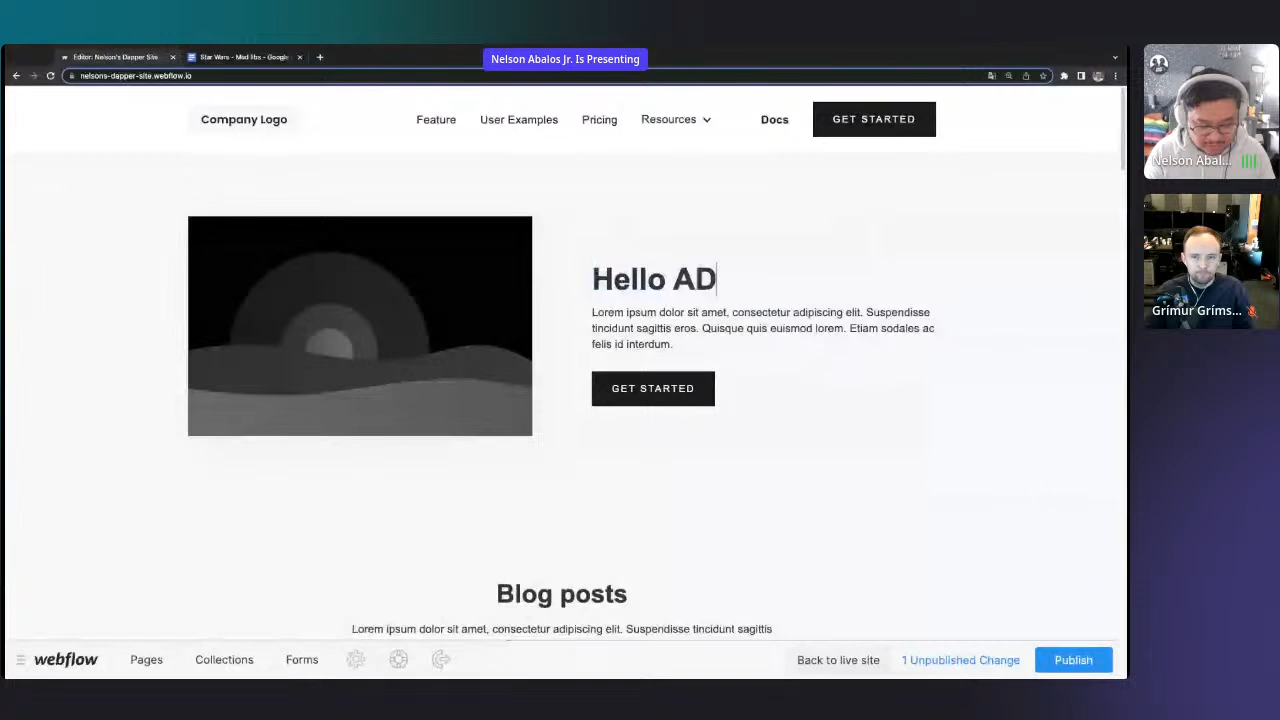 Nelson Abalos Jr. Is Presenting
Editor: Nelson's Dapper Site
Star Wars - Mad libs - Google
nelsons-dapper-site.webflow.io
Company Logo
Feature
User Examples
Pricing
Resources
Docs
GET STARTED
Hello AD
Lorem ipsum dolor sit amet, consectetur adipiscing elit. Suspendisse
tincidunt sagittis eros. Quisque quis euismod lorem. Etiam sodales ac
felis id interdum.
GET STARTED
Blog posts
Lorem ipsum dolor sit amet, consectetur adipiscing elit. Suspendisse tincidunt sagittis
webflow
Pages
Collections
Forms
Back to live site
1 Unpublished Change
Publish
Nelson Abal...
Grímur Gríms...